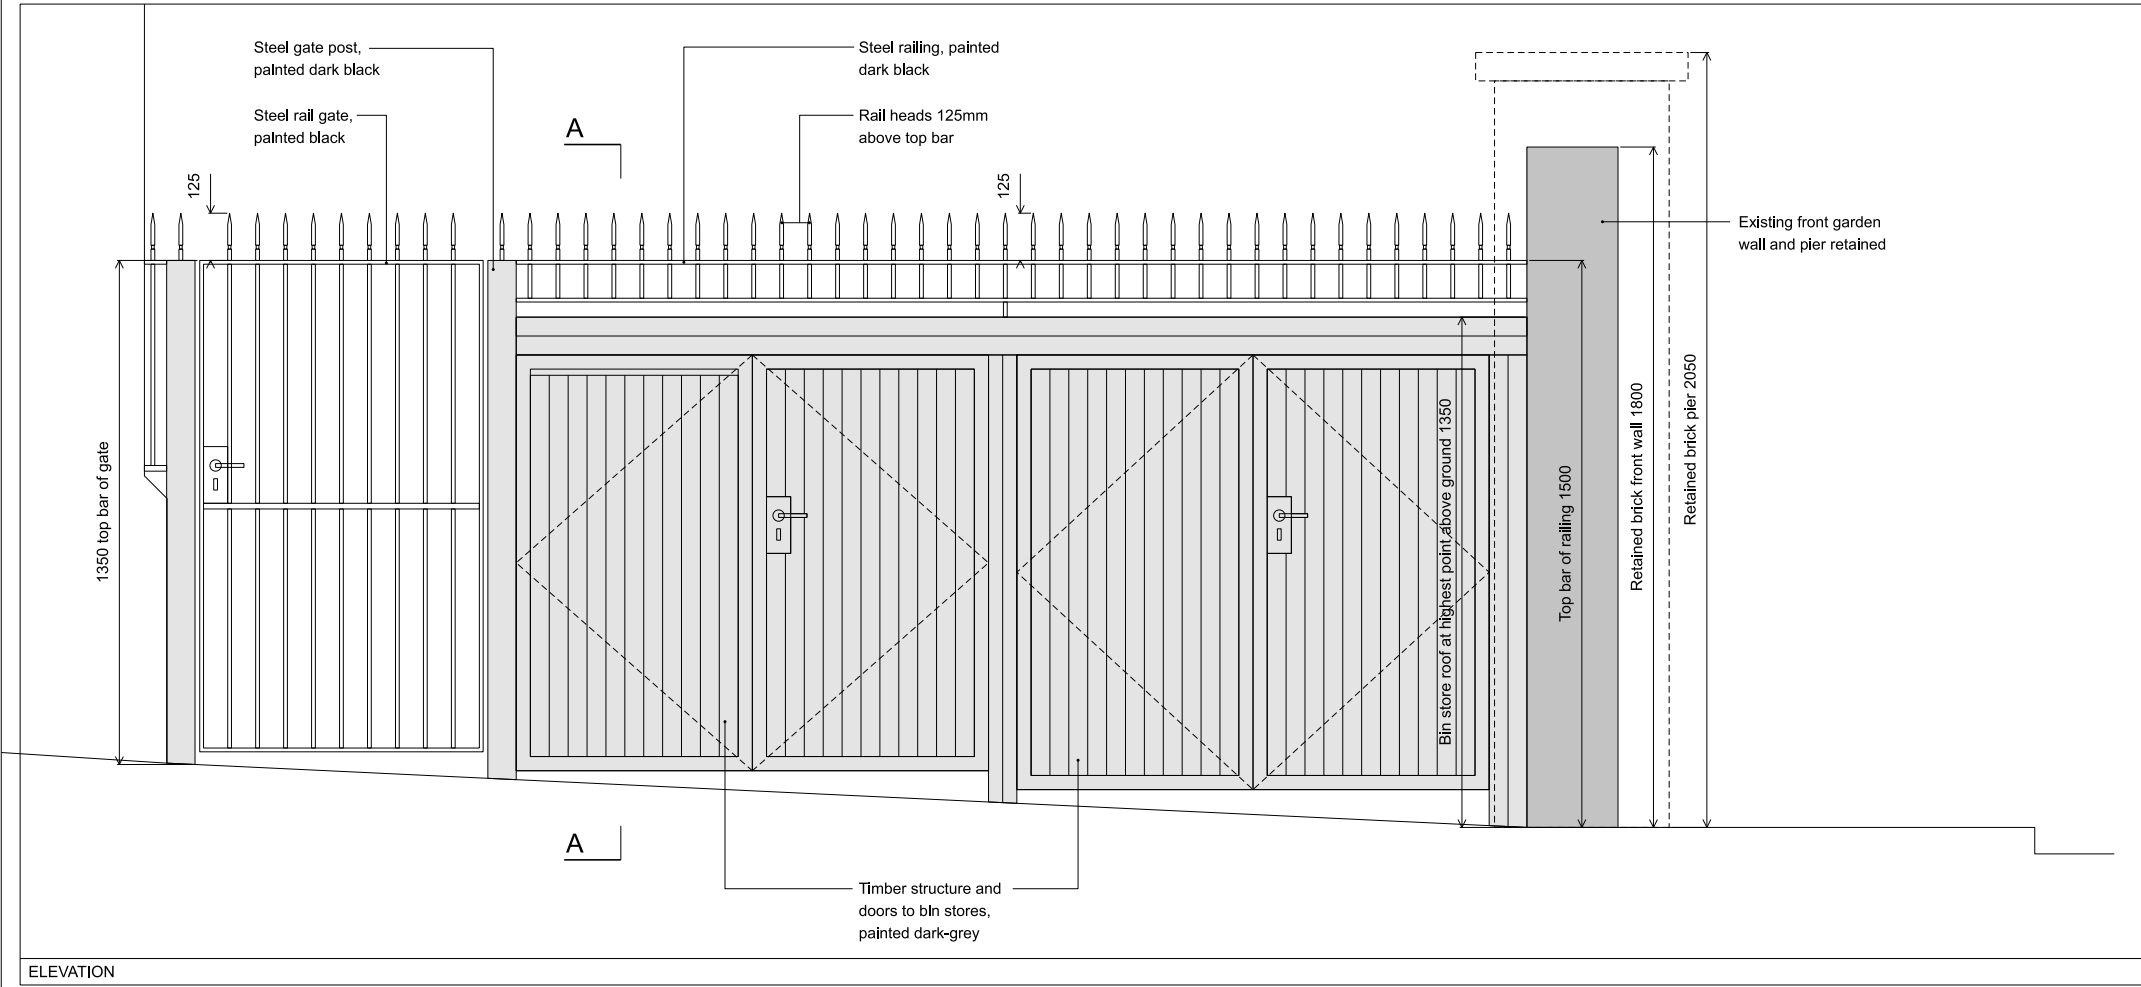 Steel gate post,
painted dark black
Steel railing, painted
dark black
Steel rail gate,
painted black
Rail heads 125mm
above top bar
A
125
125
Existing front garden
wall and pier retained
1350 top bar of gate
Bin store roof at highest point above ground 1350
Top bar of railing 1500
Retained brick front wall 1800
Retained brick pier 2050
A
Timber structure and
doors to bin stores,
painted dark-grey
ELEVATION